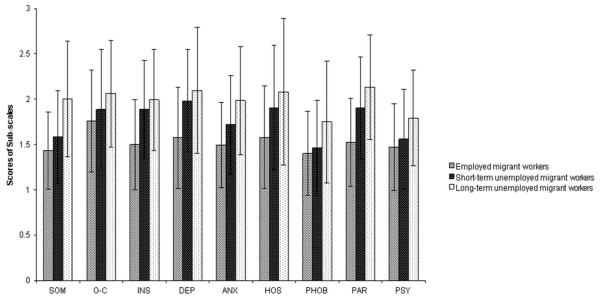 3
2.5
2
1.5
1
0.5
0
Scores of Sub-scales
SOM O-C INS DEP ANX HOS PHOB PAR PSY
Employed migrant workers
Short-term unemployed migrant workers
Long-term unemployed migrant workers